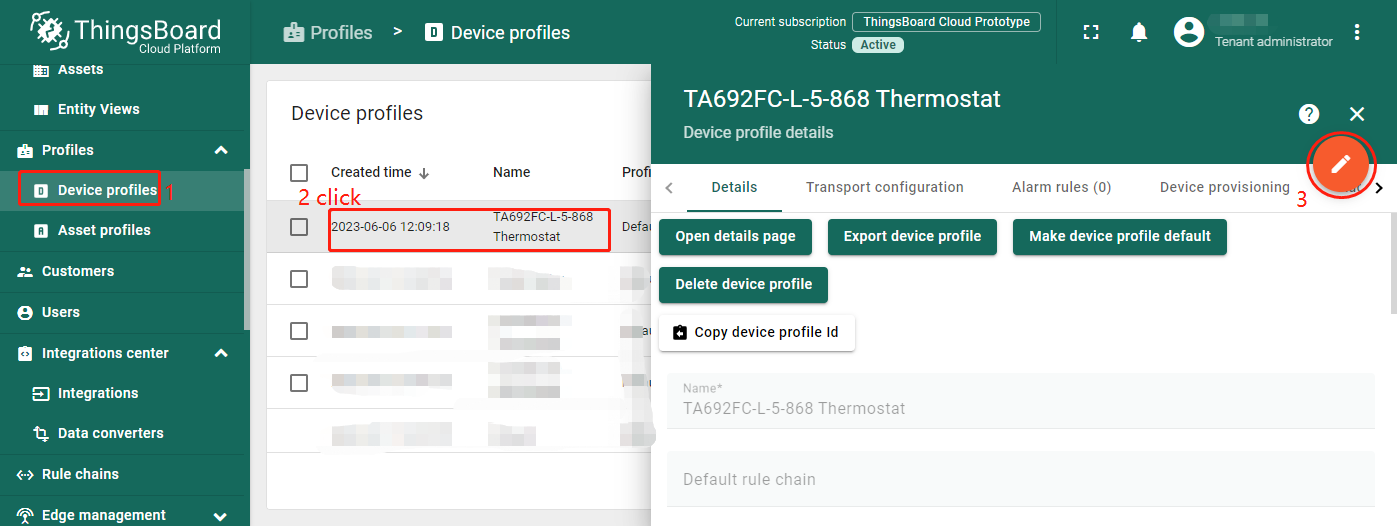 ThingsBoard
Cloud Platform
Profiles > Device profiles
Current subscription ThingsBoard Cloud Prototype
Status Active
Tenant administrator
Assets
Entity Views
Profiles
Device profiles 1
Asset profiles
Customers
Users
Integrations center
Integrations
Data converters
Rule chains
Edge management
Device profiles
Created time Name Profi
2 click
2023-06-06 12:09:18 TA692FC-L-5-868 Thermostat Defau
TA692FC-L-5-868 Thermostat
Device profile details
Details Transport configuration Alarm rules (0) Device provisioning
3
Open details page Export device profile Make device profile default
Delete device profile
Copy device profile Id
Name*
TA692FC-L-5-868 Thermostat
Default rule chain